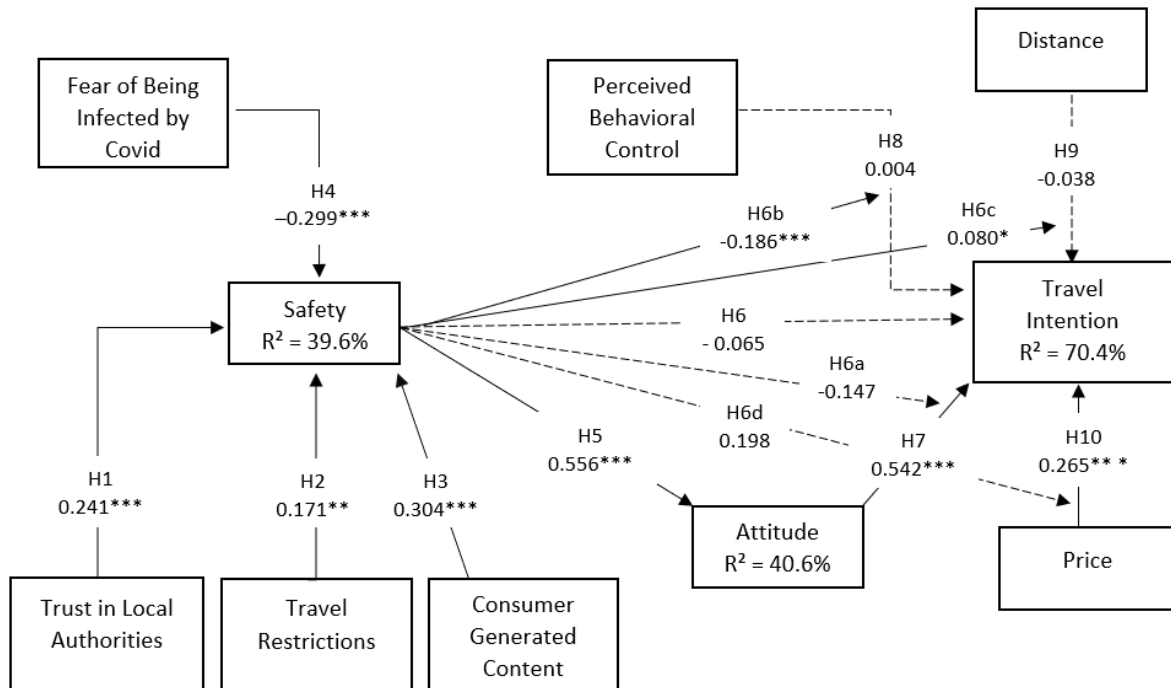 Distance
Fear of Being
Infected by
Covid
Perceived
Behavioral
Control
H8
0.004
H9
-0.038
H4
–0.299***
H6b
-0.186***
H6c
0.080*
Safety
R² = 39.6%
H6
- 0.065
Travel
Intention
R² = 70.4%
H6a
-0.147
H6d
0.198
H5
0.556***
H7
0.542***
H10
0.265** *
H1
0.241***
H2
0.171**
H3
0.304***
Attitude
R² = 40.6%
Price
Trust in Local
Authorities
Travel
Restrictions
Consumer
Generated
Content